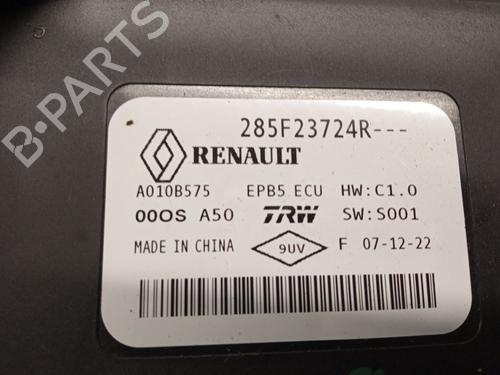 285F23724R---
RENAULT
A010B575 EPB5 ECU HW:C1.0
000S A50 TRW SW:S001
MADE IN CHINA 9UV F 07-12-22
B-PARTS